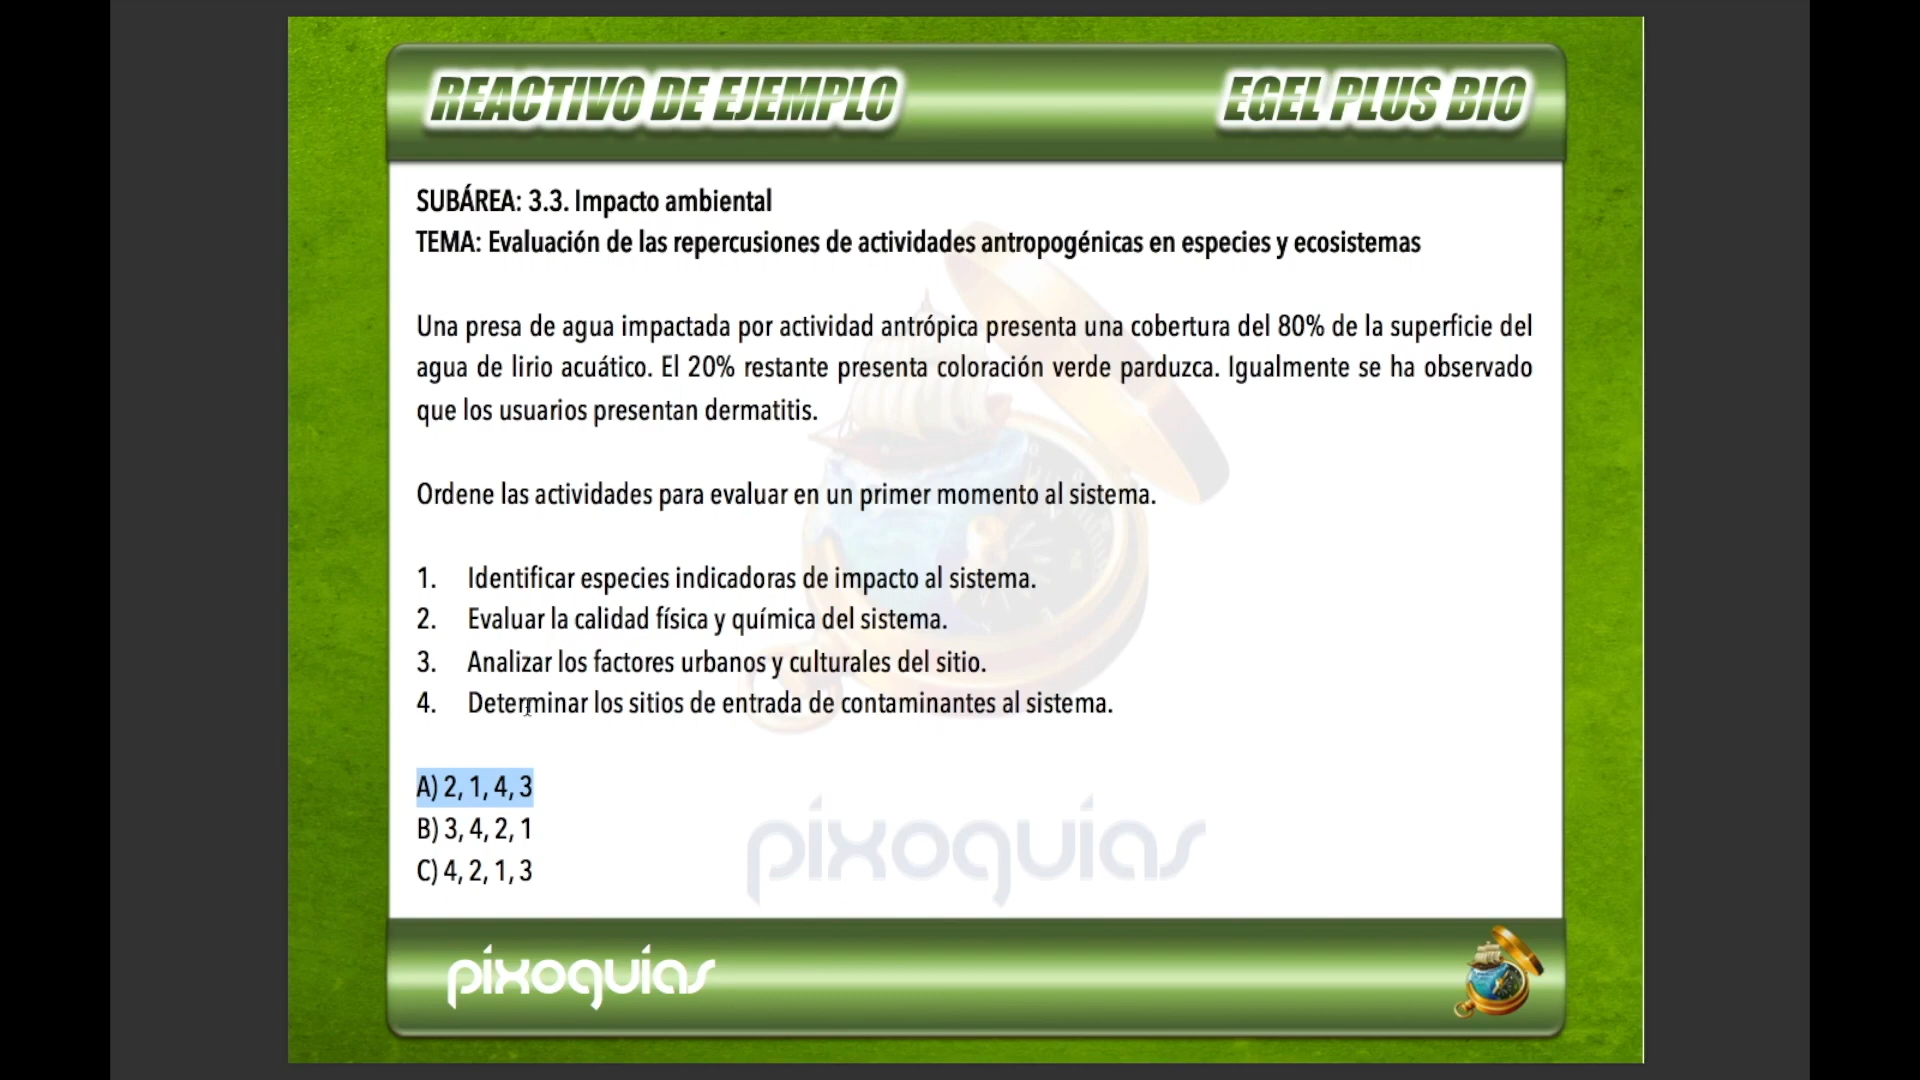 REACTIVO DE EJEMPLO
EGEL PLUS BIO
SUBÁREA: 3.3. Impacto ambiental
TEMA: Evaluación de las repercusiones de actividades antropogénicas en especies y ecosistemas
Una presa de agua impactada por actividad antrópica presenta una cobertura del 80% de la superficie del
agua de lirio acuático. El 20% restante presenta coloración verde parduzca. Igualmente se ha observado
que los usuarios presentan dermatitis.
Ordene las actividades para evaluar en un primer momento al sistema.
1. Identificar especies indicadoras de impacto al sistema.
2. Evaluar la calidad física y química del sistema.
3. Analizar los factores urbanos y culturales del sitio.
4. Determinar los sitios de entrada de contaminantes al sistema.
A) 2, 1, 4, 3
B) 3, 4, 2, 1
C) 4, 2, 1, 3
pixoguías
pixoguías